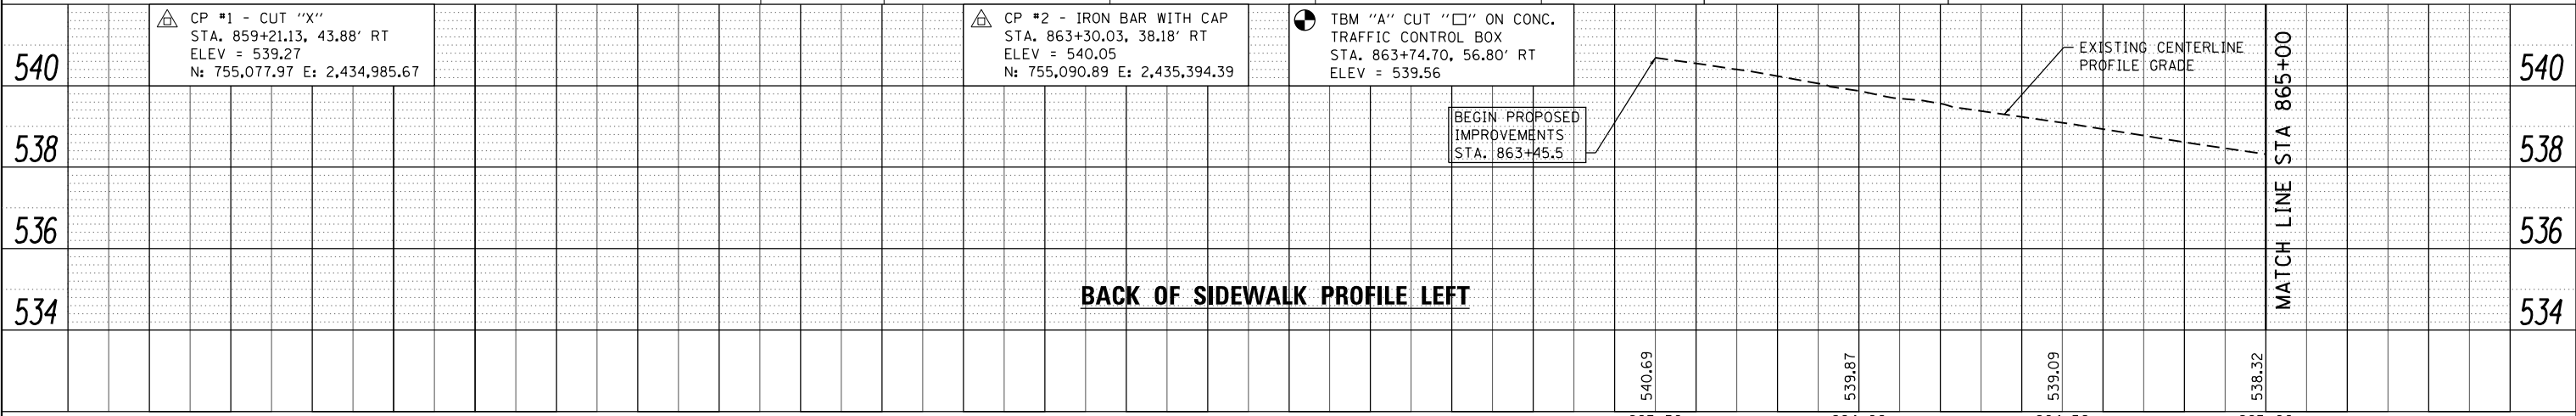 CP #1 - CUT "X"
STA. 859+21.13, 43.88' RT
ELEV = 539.27
N: 755,077.97 E: 2,434,985.67
CP #2 - IRON BAR WITH CAP
STA. 863+30.03, 38.18' RT
ELEV = 540.05
N: 755,090.89 E: 2,435,394.39
TBM "A" CUT "□" ON CONC.
TRAFFIC CONTROL BOX
STA. 863+74.70, 56.80' RT
ELEV = 539.56
EXISTING CENTERLINE
PROFILE GRADE
MATCH LINE STA 865+00
540
540
BEGIN PROPOSED
IMPROVEMENTS
STA. 863+45.5
538
538
536
536
BACK OF SIDEWALK PROFILE LEFT
534
534
540.69
539.87
539.09
538.32